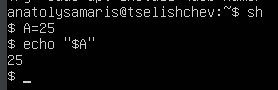 anatolysamaris@tselishchev:~$ sh
$ A=25
$ echo "$A"
25
$ _